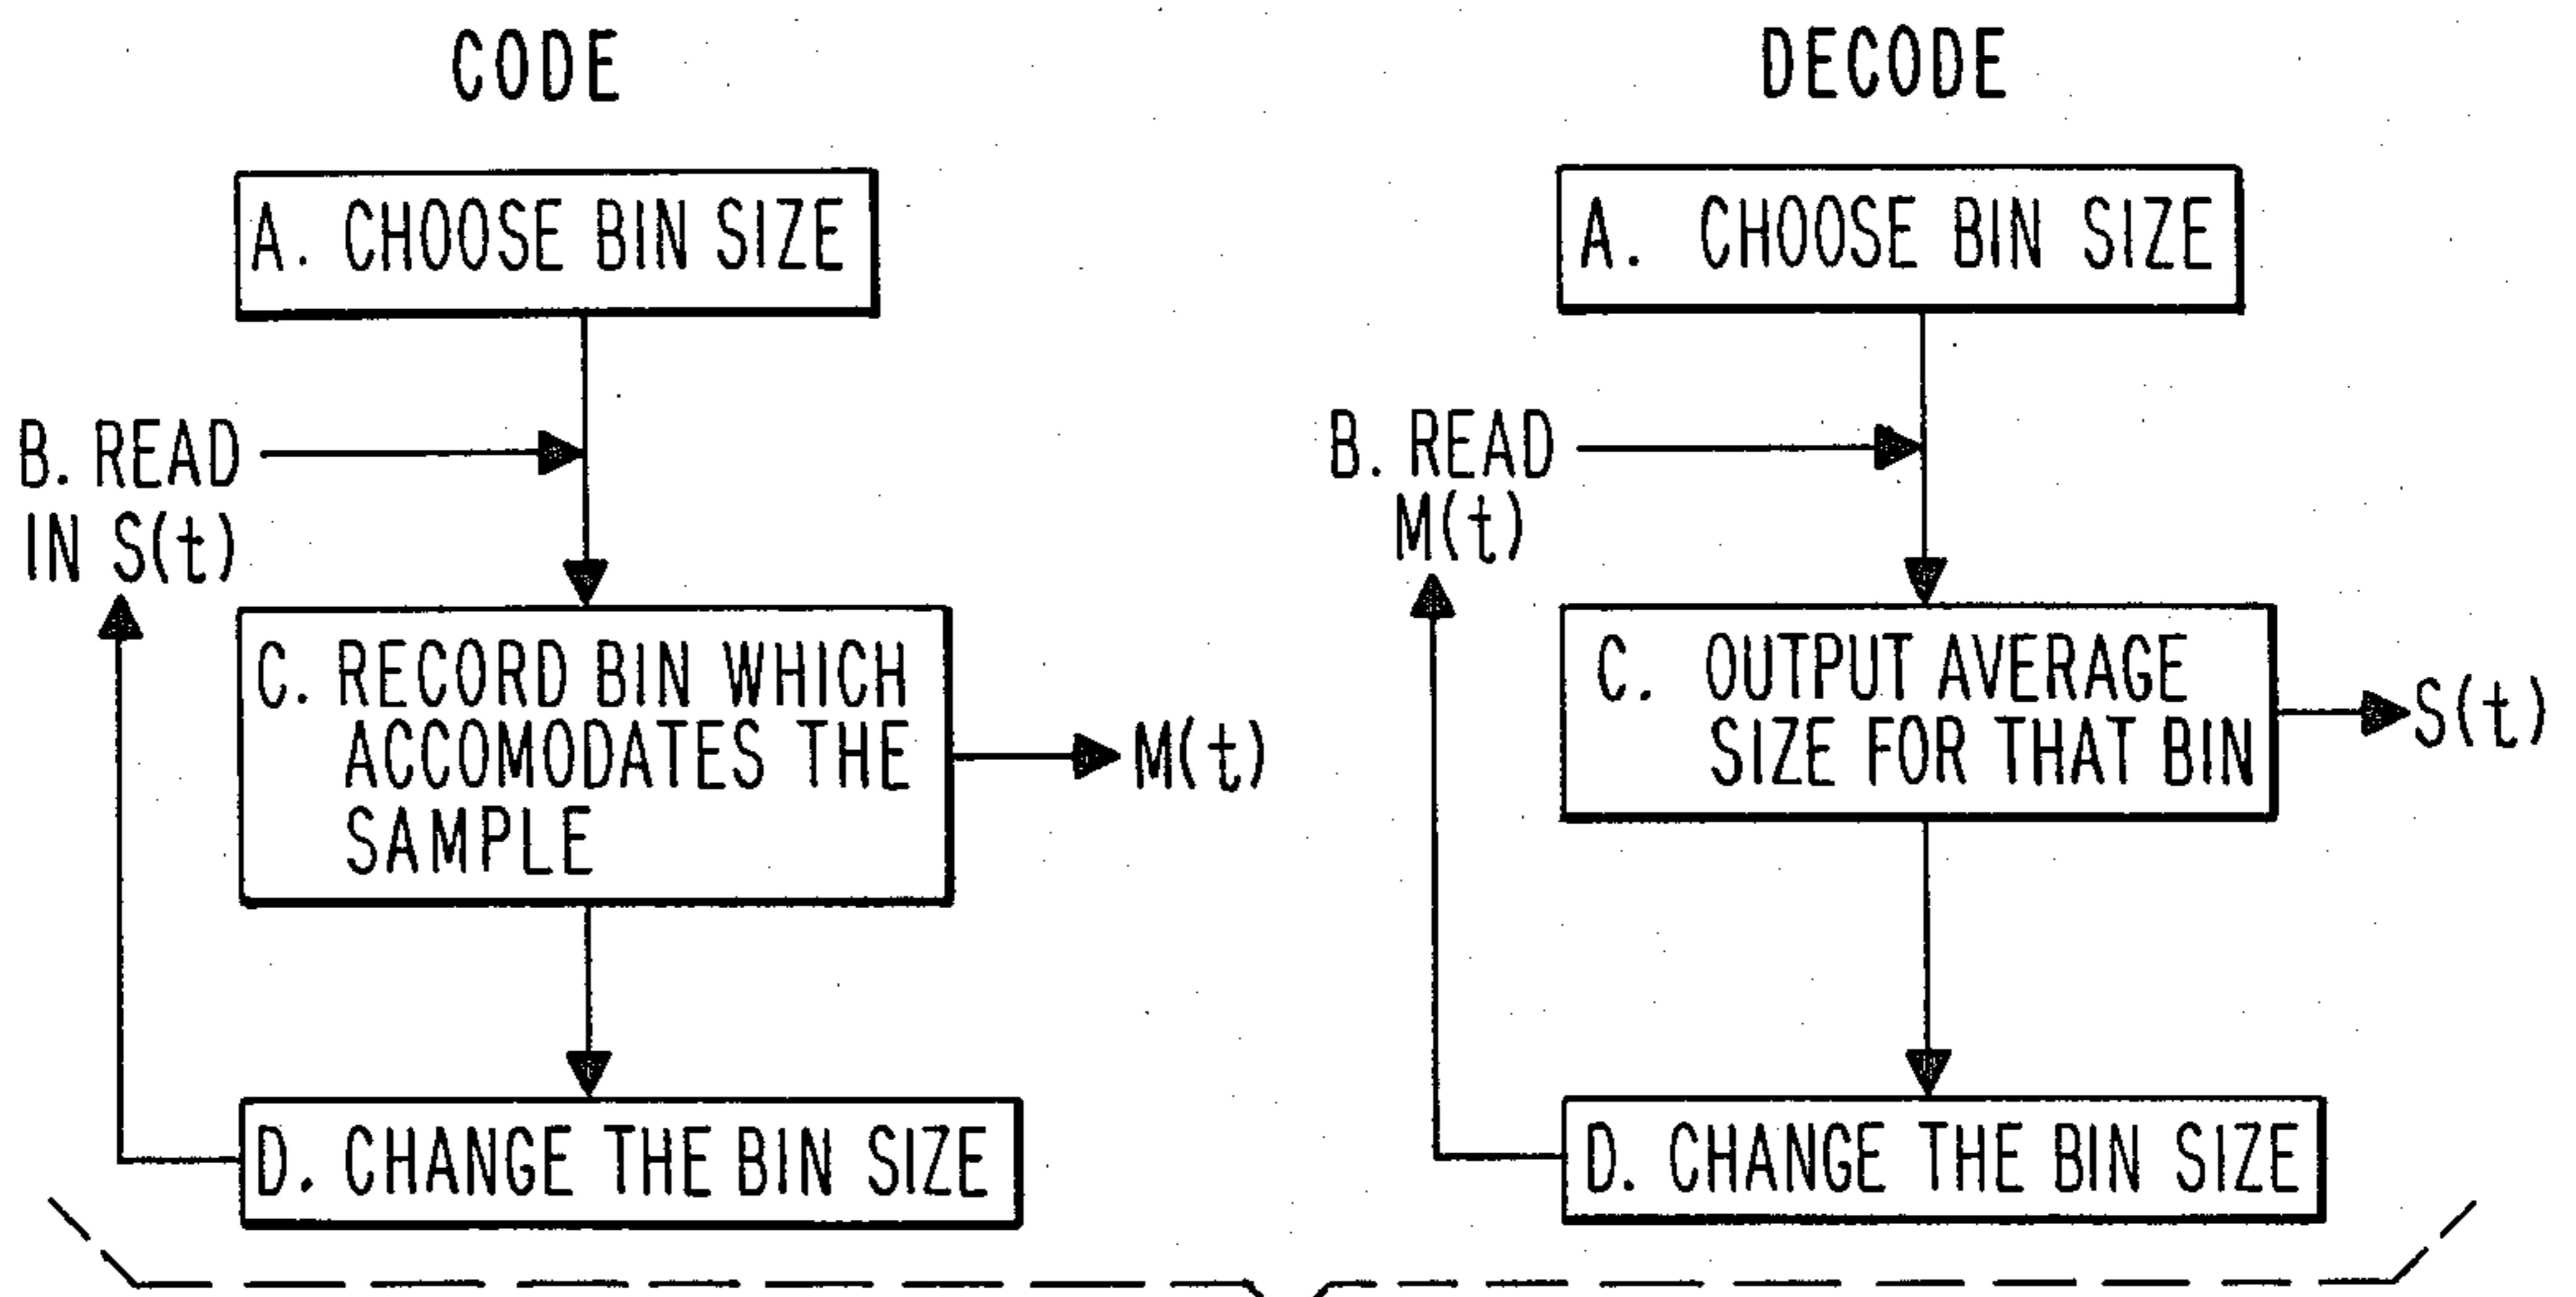 CODE
A. CHOOSE BIN SIZE
B. READ
IN S(t)
C. RECORD BIN WHICH
ACCOMODATES THE
SAMPLE
M(t)
D. CHANGE THE BIN SIZE
DECODE
A. CHOOSE BIN SIZE
B. READ
M(t)
C. OUTPUT AVERAGE
SIZE FOR THAT BIN
S(t)
D. CHANGE THE BIN SIZE